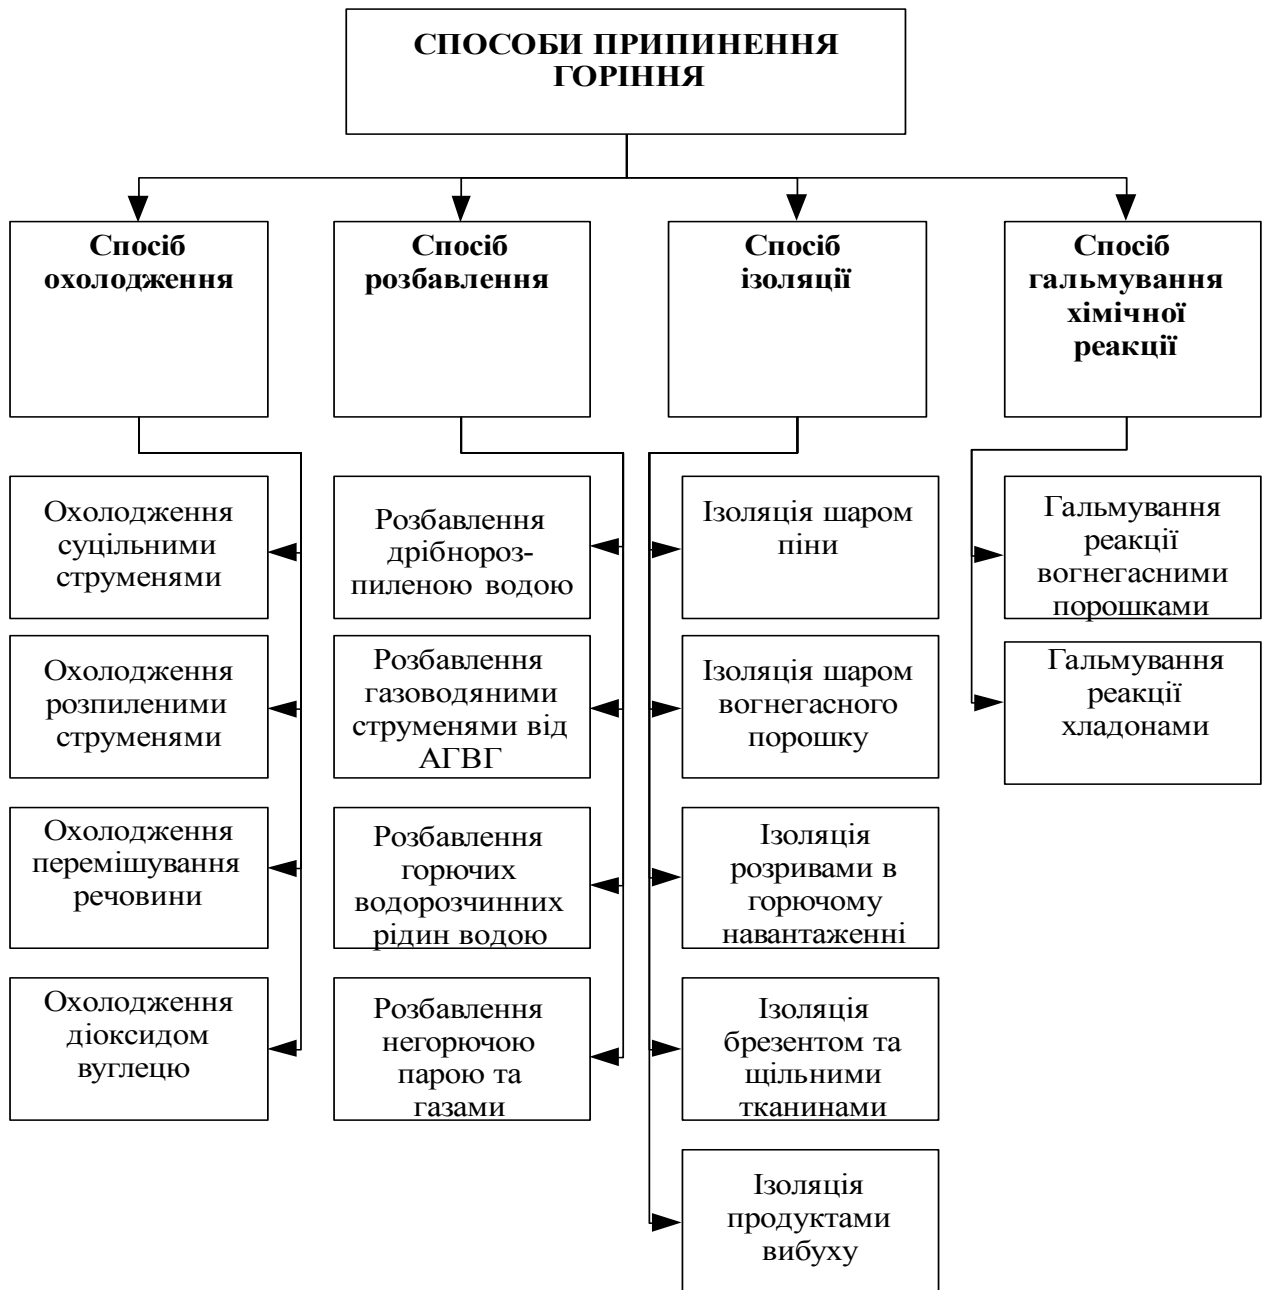 СПОСОБИ ПРИПИНЕННЯ
ГОРІННЯ
Спосіб
охолодження
Спосіб
розбавлення
Спосіб
ізоляції
Спосіб
гальмування
хімічної
реакції
Охолодження
суцільними
струменями
Охолодження
розпиленими
струменями
Охолодження
перемішування
речовини
Охолодження
діоксидом
вуглецю
Розбавлення
дрібнороз-
пиленою водою
Розбавлення
газоводяними
струменями від
АГВГ
Розбавлення
горючих
водорозчинних
рідин водою
Розбавлення
негорючою
парою та
газами
Ізоляція шаром
піни
Ізоляція шаром
вогнегасного
порошку
Ізоляція
розривами в
горючому
навантаженні
Ізоляція
брезентом та
щільними
тканинами
Ізоляція
продуктами
вибуху
Гальмування
реакції
вогнегасними
порошками
Гальмування
реакції
хладонами